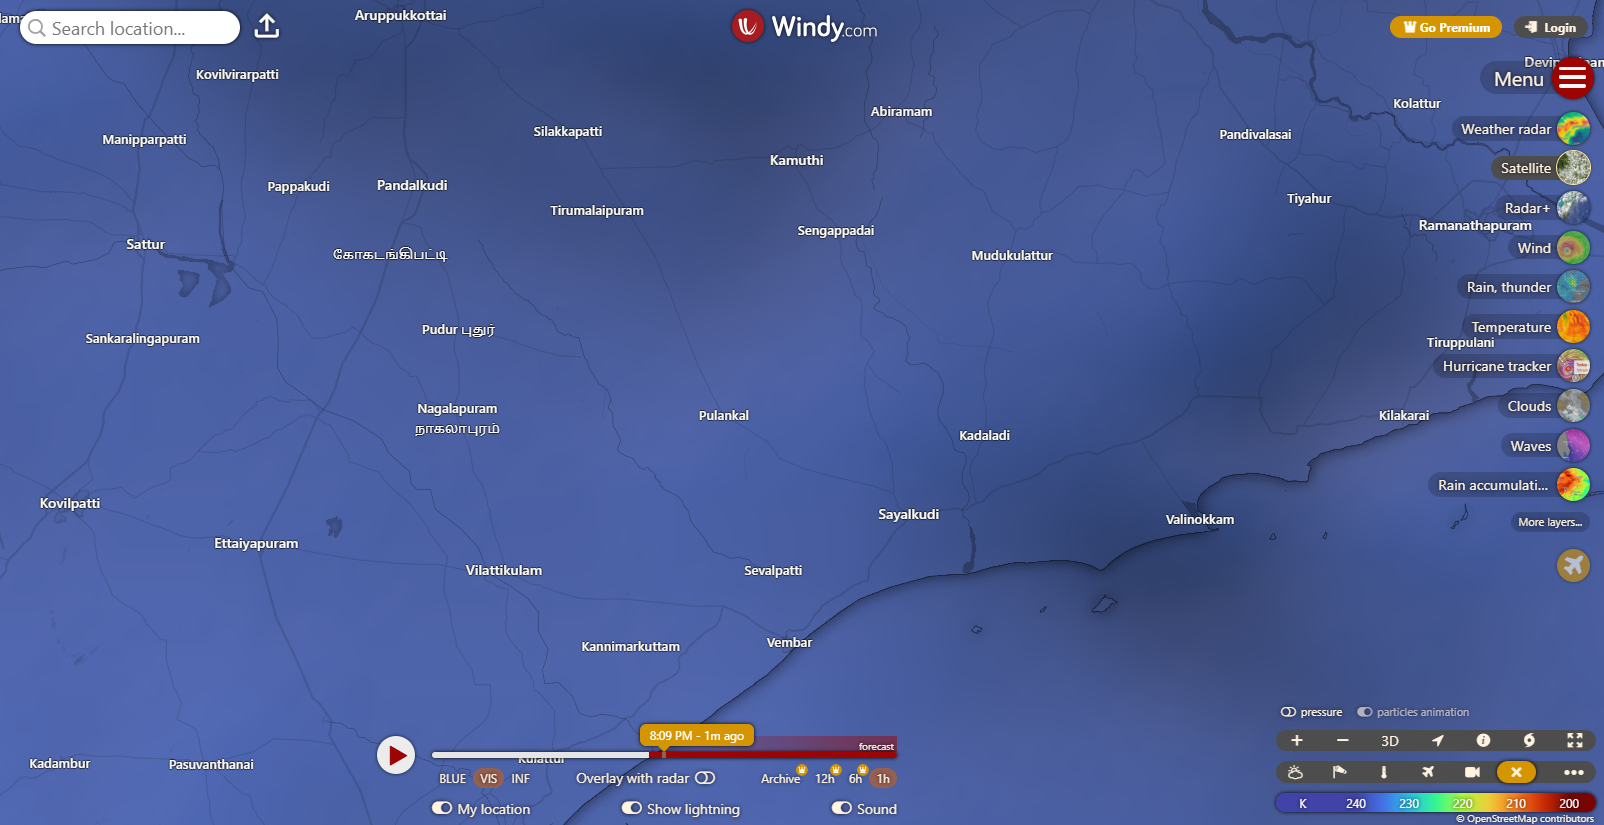 Aruppukkottai
Search location...
Windy.com
Go Premium
Login
Menu
Kovilvirarpatti
Kolattur
Abiramam
Manipparpatti
Silakkapatti
Pandivalasai
Weather radar
Kamuthi
Satellite
Pappakudi
Pandalkudi
Tiyahur
Tirumalaipuram
Radar+
Sengappadai
Ramanathapuram
Sattur
Wind
கோகடங்கிபட்டி
Mudukulattur
Rain, thunder
Pudur புதூர்
Temperature
Sankaralingapuram
Tiruppulani
Hurricane tracker
Nagalapuram
நாகலாபுரம்
Clouds
Pulankal
Kilakarai
Kadaladi
Waves
Rain accumulati...
Kovilpatti
Sayalkudi
Valinokkam
More layers...
Ettaiyapuram
Vilattikulam
Sevalpatti
Kannimarkuttam
Vembar
pressure
particles animation
8:09 PM - 1m ago
forecast
3D
Kadambur
Pasuvanthanai
Kulattur
BLUE VIS INF
Overlay with radar
Archive 12h 6h 1h
My location
Show lightning
Sound
K 240 230 220 210 200
© OpenStreetMap contributors